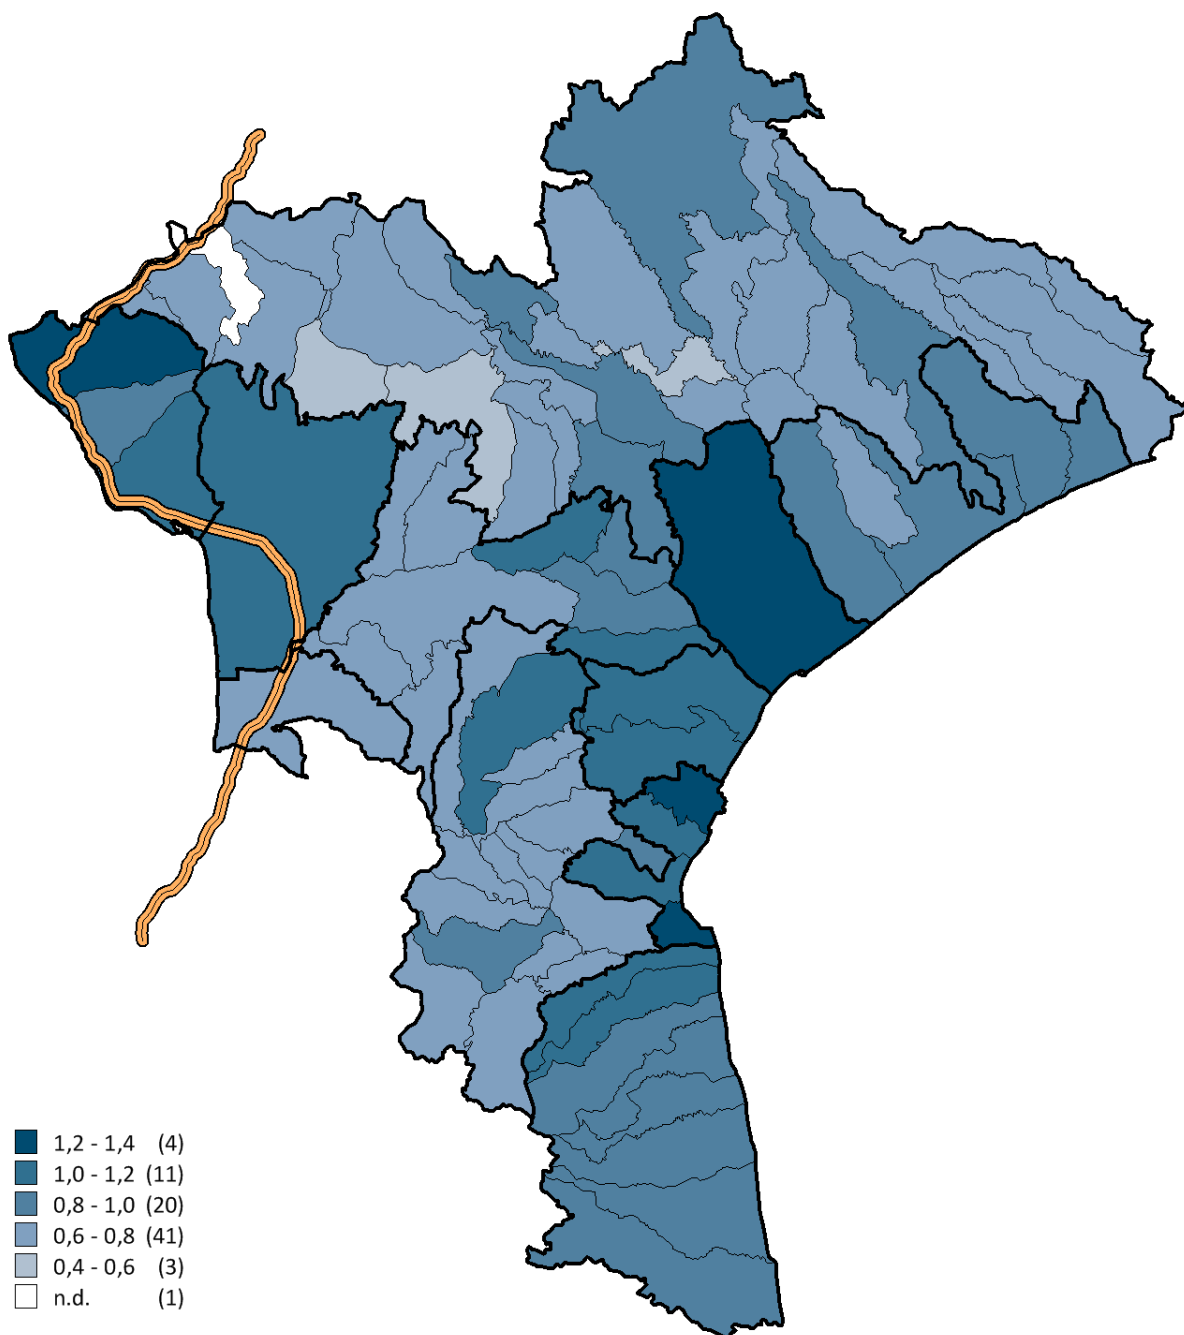 1,2 - 1,4 (4)
1,0 - 1,2 (11)
0,8 - 1,0 (20)
0,6 - 0,8 (41)
0,4 - 0,6 (3)
n.d. (1)